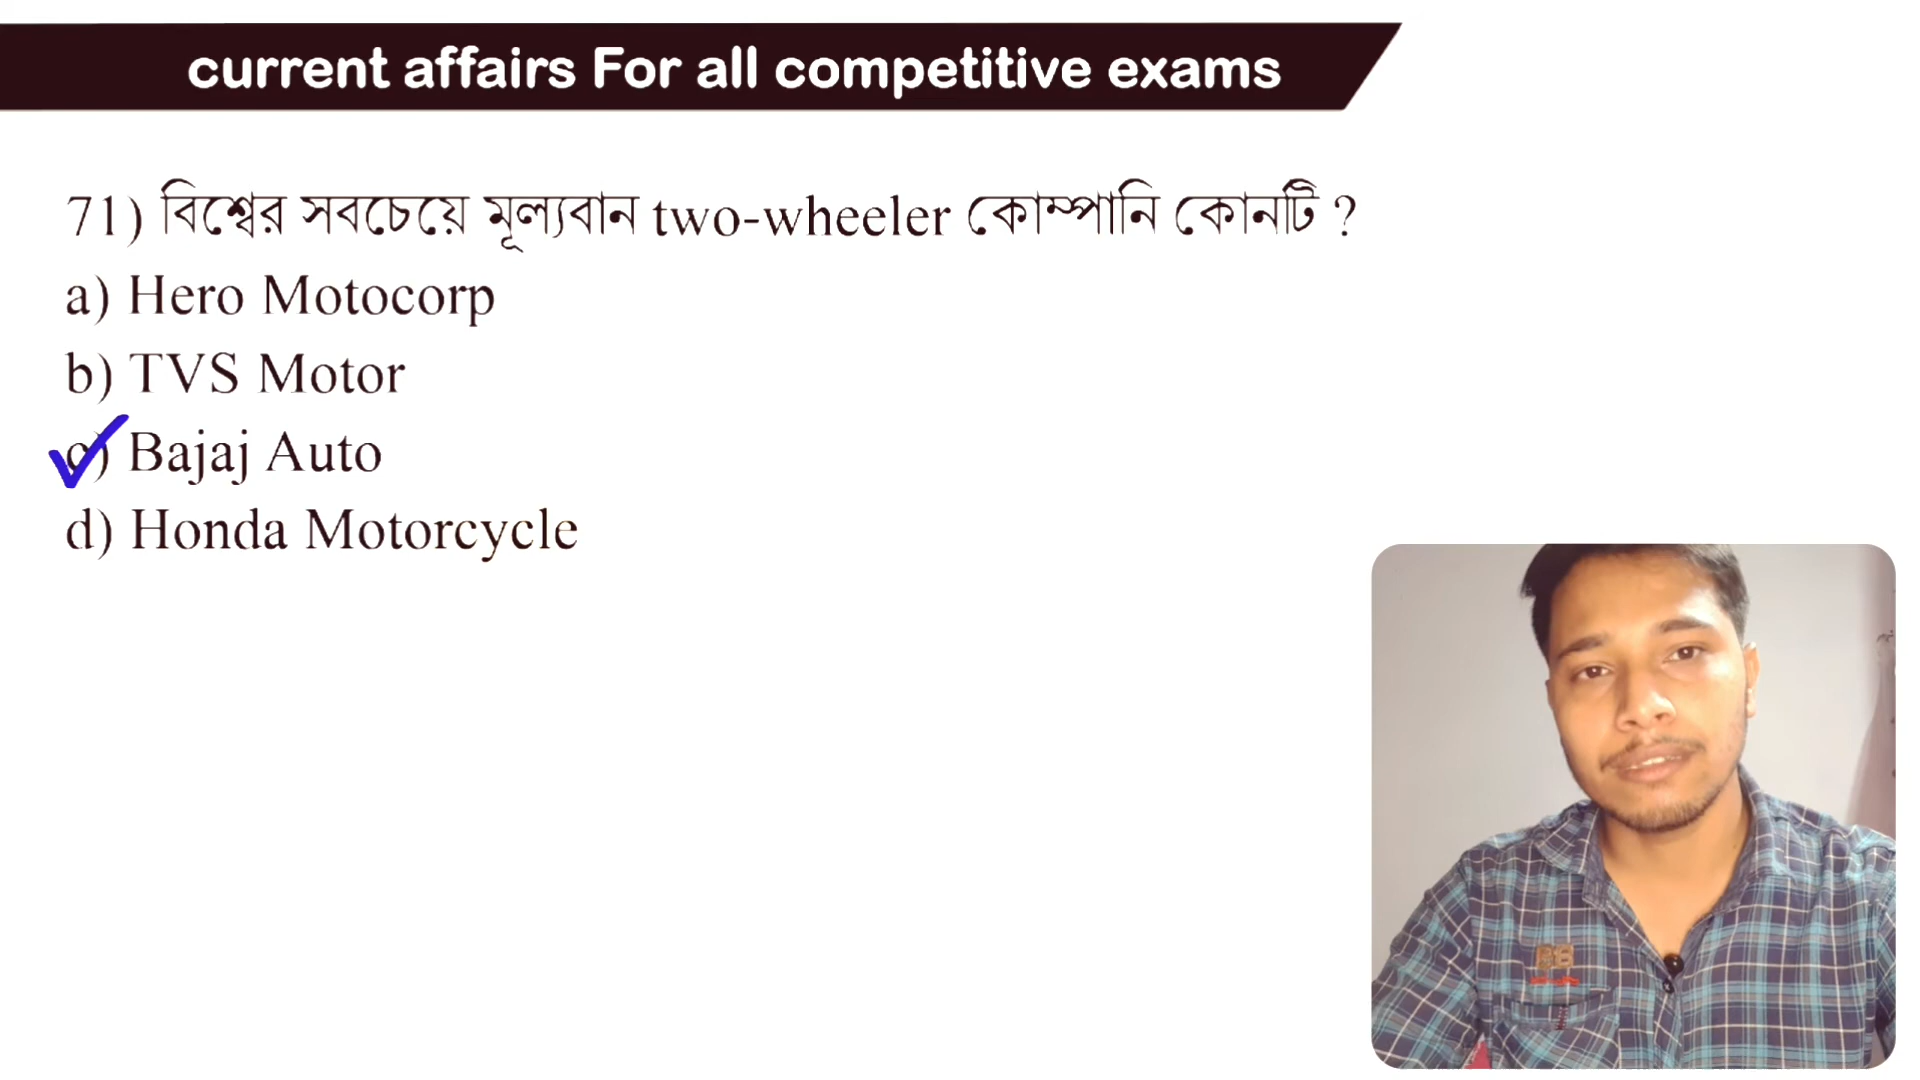 current affairs For all competitive exams
71) বিশ্বের সবচেয়ে মূল্যবান two-wheeler কোম্পানি কোনটি ?
a) Hero Motocorp
b) TVS Motor
c) Bajaj Auto
d) Honda Motorcycle